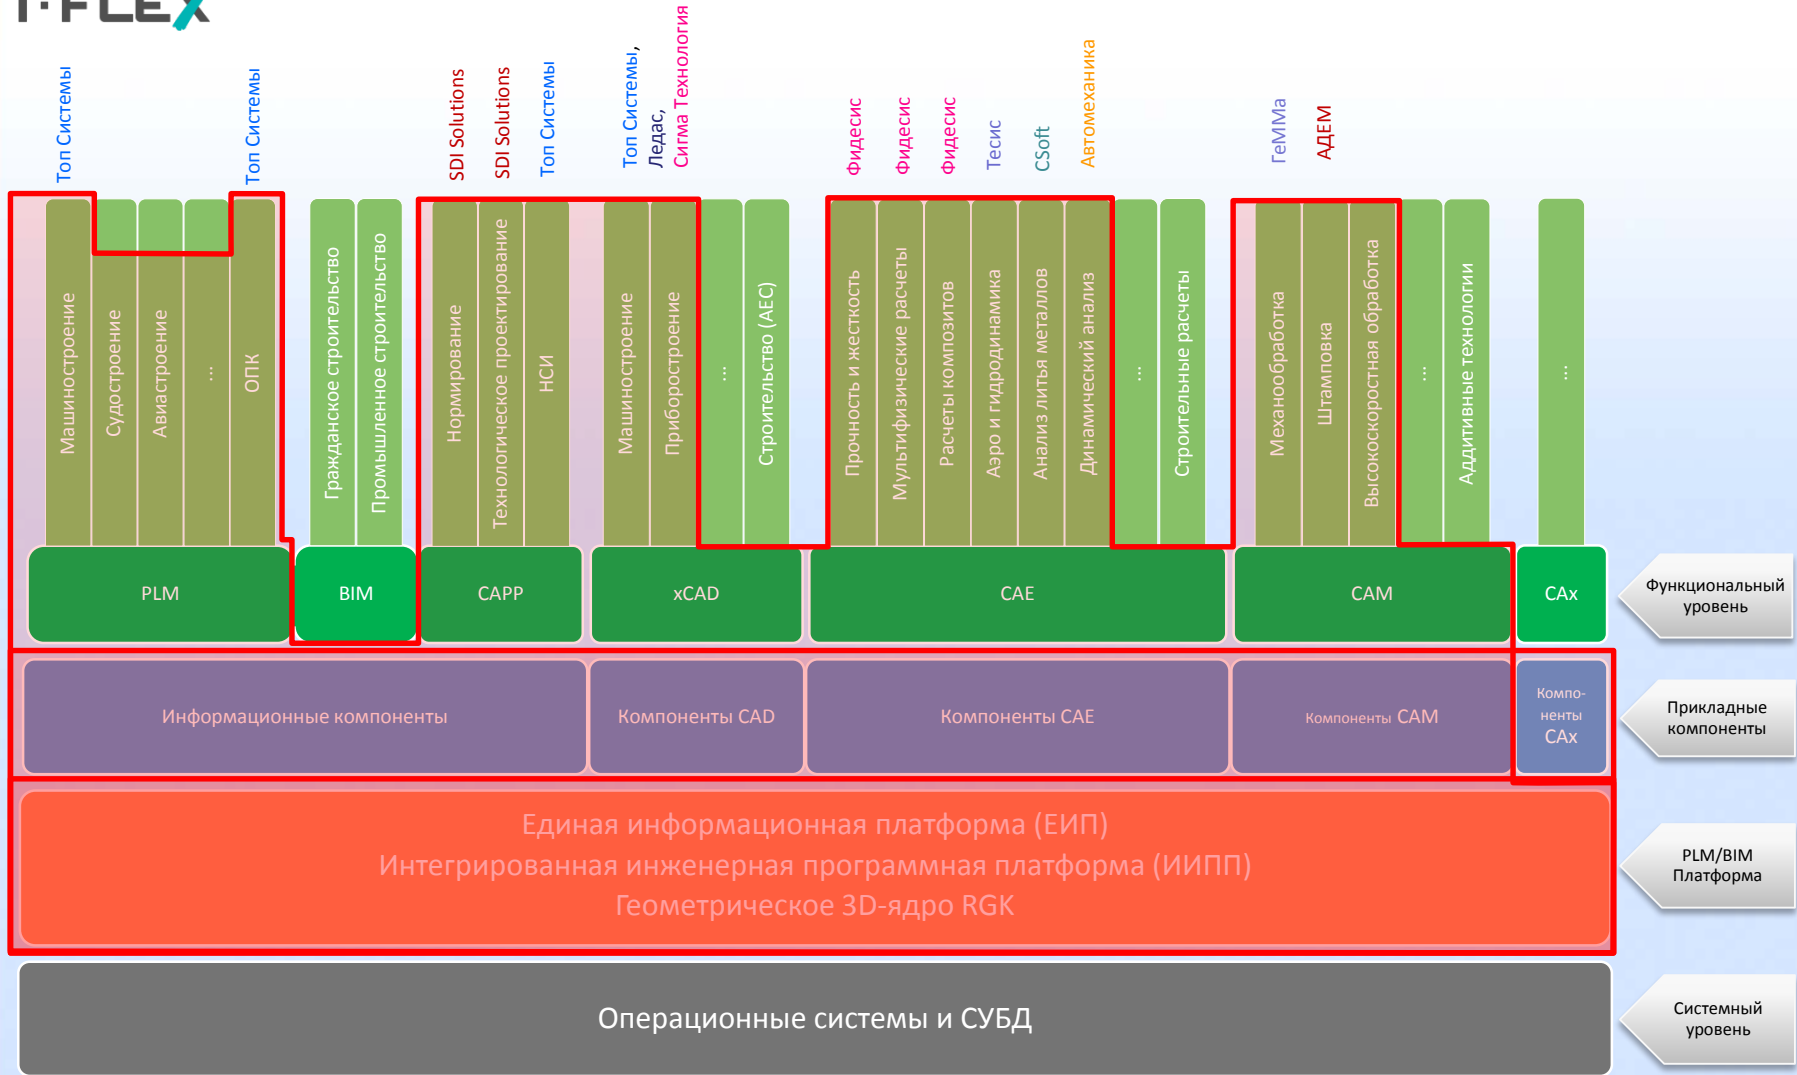 T-FLEX
Топ Системы
Топ Системы
SDI Solutions
SDI Solutions
Топ Системы
Топ Системы,
Ледас,
Сигма Технология
Фидесис
Фидесис
Фидесис
Тесис
CSoft
Автомеханика
ГеММа
АДЕМ
Машиностроение
Судостроение
Авиастроение
...
ОПК
Гражданское строительство
Промышленное строительство
Нормирование
Технологическое проектирование
НСИ
Машиностроение
Приборостроение
...
Строительство (АЕС)
Прочность и жесткость
Мультифизические расчеты
Расчеты композитов
Аэро и гидродинамика
Анализ литья металлов
Динамический анализ
...
Строительные расчеты
Механообработка
Штамповка
Высокоскоростная обработка
...
Аддитивные технологии
...
PLM
BIM
CAPP
xCAD
CAE
CAM
CAx
Функциональный
уровень
Информационные компоненты
Компоненты CAD
Компоненты CAE
Компоненты CAM
Компо-
ненты
CAx
Прикладные
компоненты
Единая информационная платформа (ЕИП)
Интегрированная инженерная программная платформа (ИИПП)
Геометрическое 3D-ядро RGK
PLM/BIM
Платформа
Операционные системы и СУБД
Системный
уровень